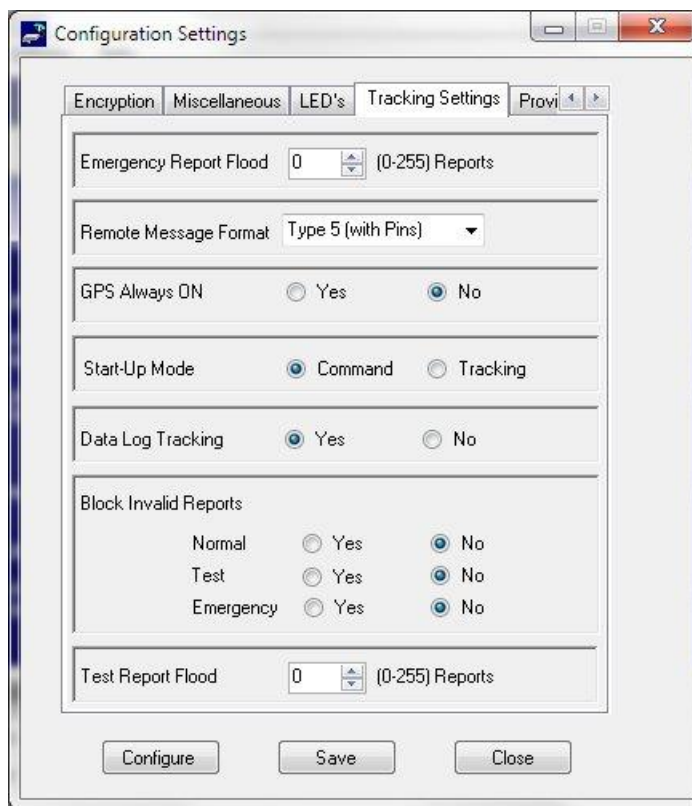 Configuration Settings
Encryption Miscellaneous LED's Tracking Settings Provi
Emergency Report Flood 0 (0-255) Reports
Remote Message Format Type 5 (with Pins)
GPS Always ON Yes No
Start-Up Mode Command Tracking
Data Log Tracking Yes No
Block Invalid Reports
Normal Yes No
Test Yes No
Emergency Yes No
Test Report Flood 0 (0-255) Reports
Configure Save Close